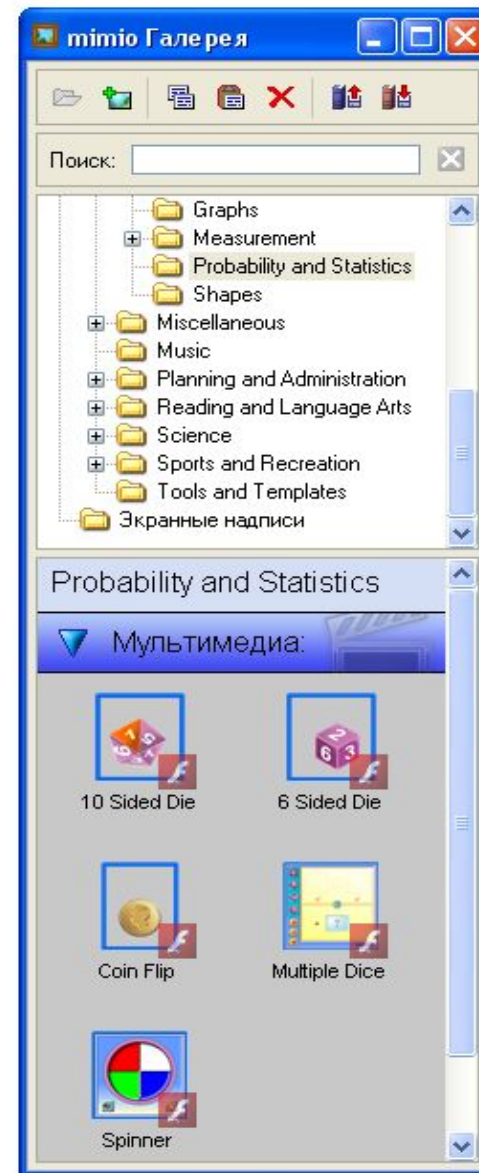 mimio Галерея
Поиск:
Graphs
Measurement
Probability and Statistics
Shapes
Miscellaneous
Music
Planning and Administration
Reading and Language Arts
Science
Sports and Recreation
Tools and Templates
Экранные надписи
Probability and Statistics
Мультимедиа:
10 Sided Die
6 Sided Die
Coin Flip
Multiple Dice
Spinner